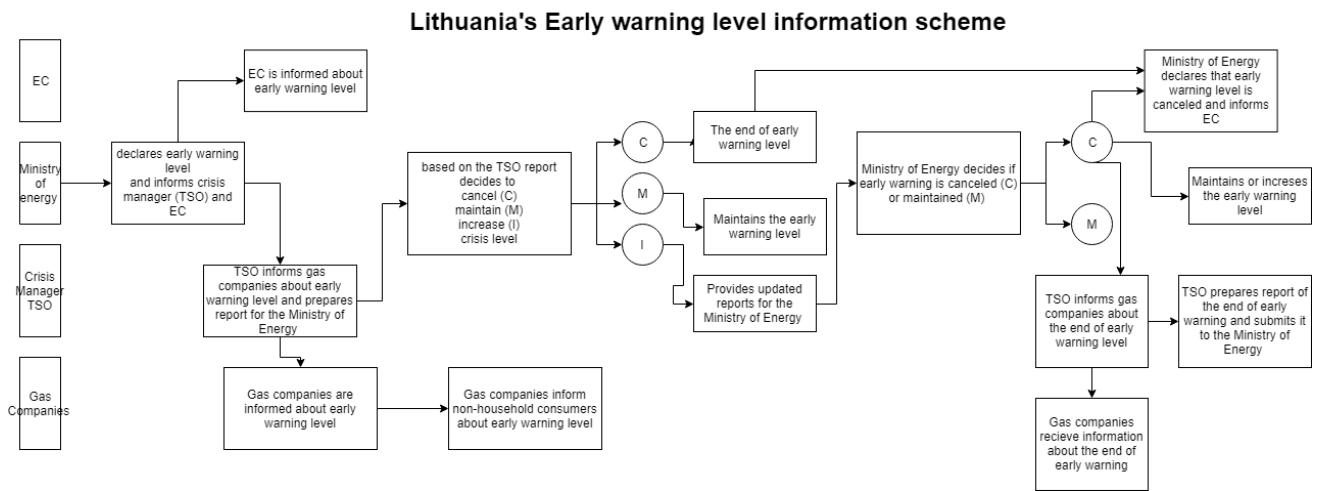 Lithuania's Early warning level information scheme
EC
EC is informed about
early warning level
Ministry of Energy
declares that early
warning level is
canceled and informs
EC
Ministry
of
energy
declares early warning
level
and informs crisis
manager (TSO) and
EC
based on the TSO report
decides to
cancel (C)
maintain (M)
increase (I)
crisis level
C
M
I
The end of early
warning level
Maintains the early
warning level
Ministry of Energy decides if
early warning is canceled (C)
or maintained (M)
C
M
Maintains or increses
the early warning
level
Crisis
Manager
TSO
TSO informs gas
companies about early
warning level and prepares
report for the Ministry of
Energy
Provides updated
reports for the
Ministry of Energy
TSO informs gas
companies about
the end of early
warning level
TSO prepares report of
the end of early
warning and submits it
to the Ministry of
Energy
Gas
Companies
Gas companies are
informed about early
warning level
Gas companies inform
non-household consumers
about early warning level
Gas companies
recieve information
about the end of
early warning